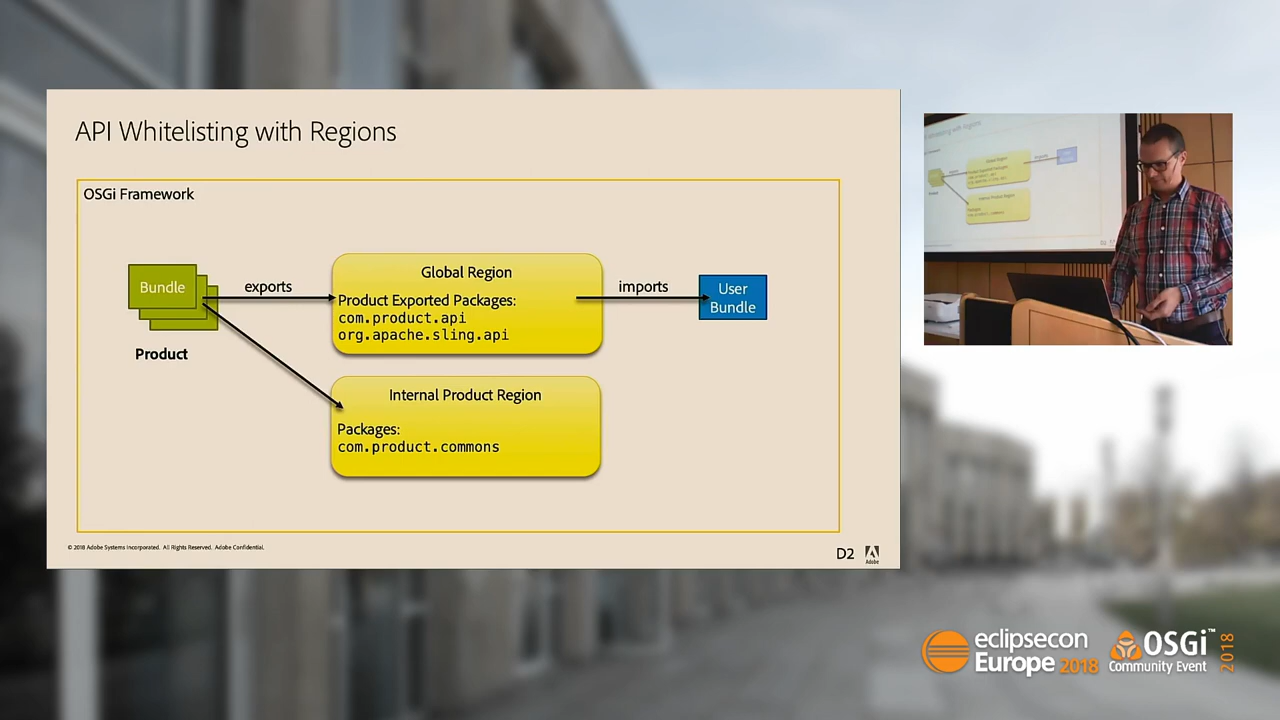 API Whitelisting with Regions
OSGi Framework
Bundle
Product
exports
Global Region
Product Exported Packages:
com.product.api
org.apache.sling.api
imports
User
Bundle
Internal Product Region
Packages:
com.product.commons
© 2018 Adobe Systems Incorporated. All Rights Reserved. Adobe Confidential.
D2
Adobe
eclipsecon
Europe 2018
OSGi™
Community Event
2018